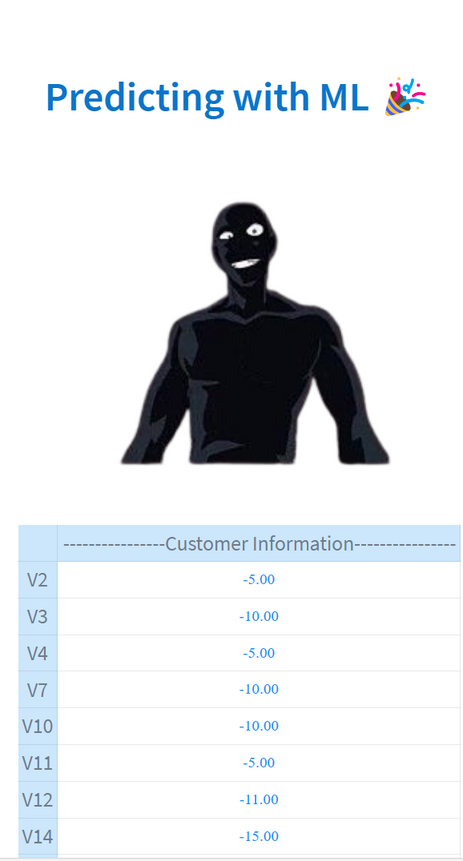 Predicting with ML 🎉
----------------Customer Information----------------
V2 -5.00
V3 -10.00
V4 -5.00
V7 -10.00
V10 -10.00
V11 -5.00
V12 -11.00
V14 -15.00